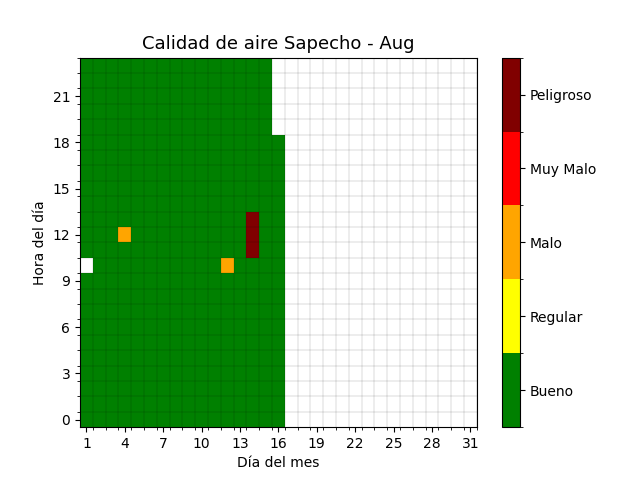 Calidad de aire Sapecho - Aug
Hora del día
21
18
15
12
9
6
3
0
1 4 7 10 13 16 19 22 25 28 31
Día del mes
Peligroso
Muy Malo
Malo
Regular
Bueno